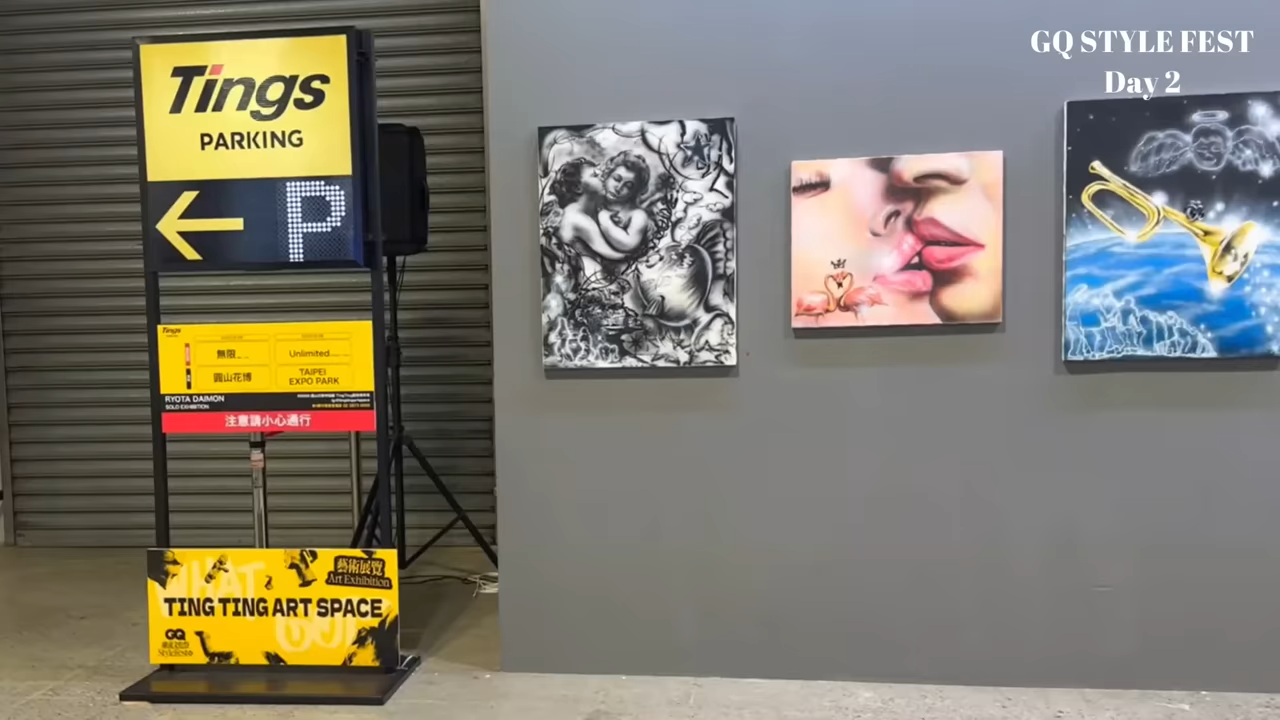 GQ STYLE FEST
Day 2
Tings
PARKING
P
Tings
無限
Unlimited
圓山花博
TAIPEI
EXPO PARK
RYOTA DAIMON
SOLO EXHIBITION
注意請小心通行
藝術展覽
Art Exhibition
WHAT
TING TING ART SPACE
GQ